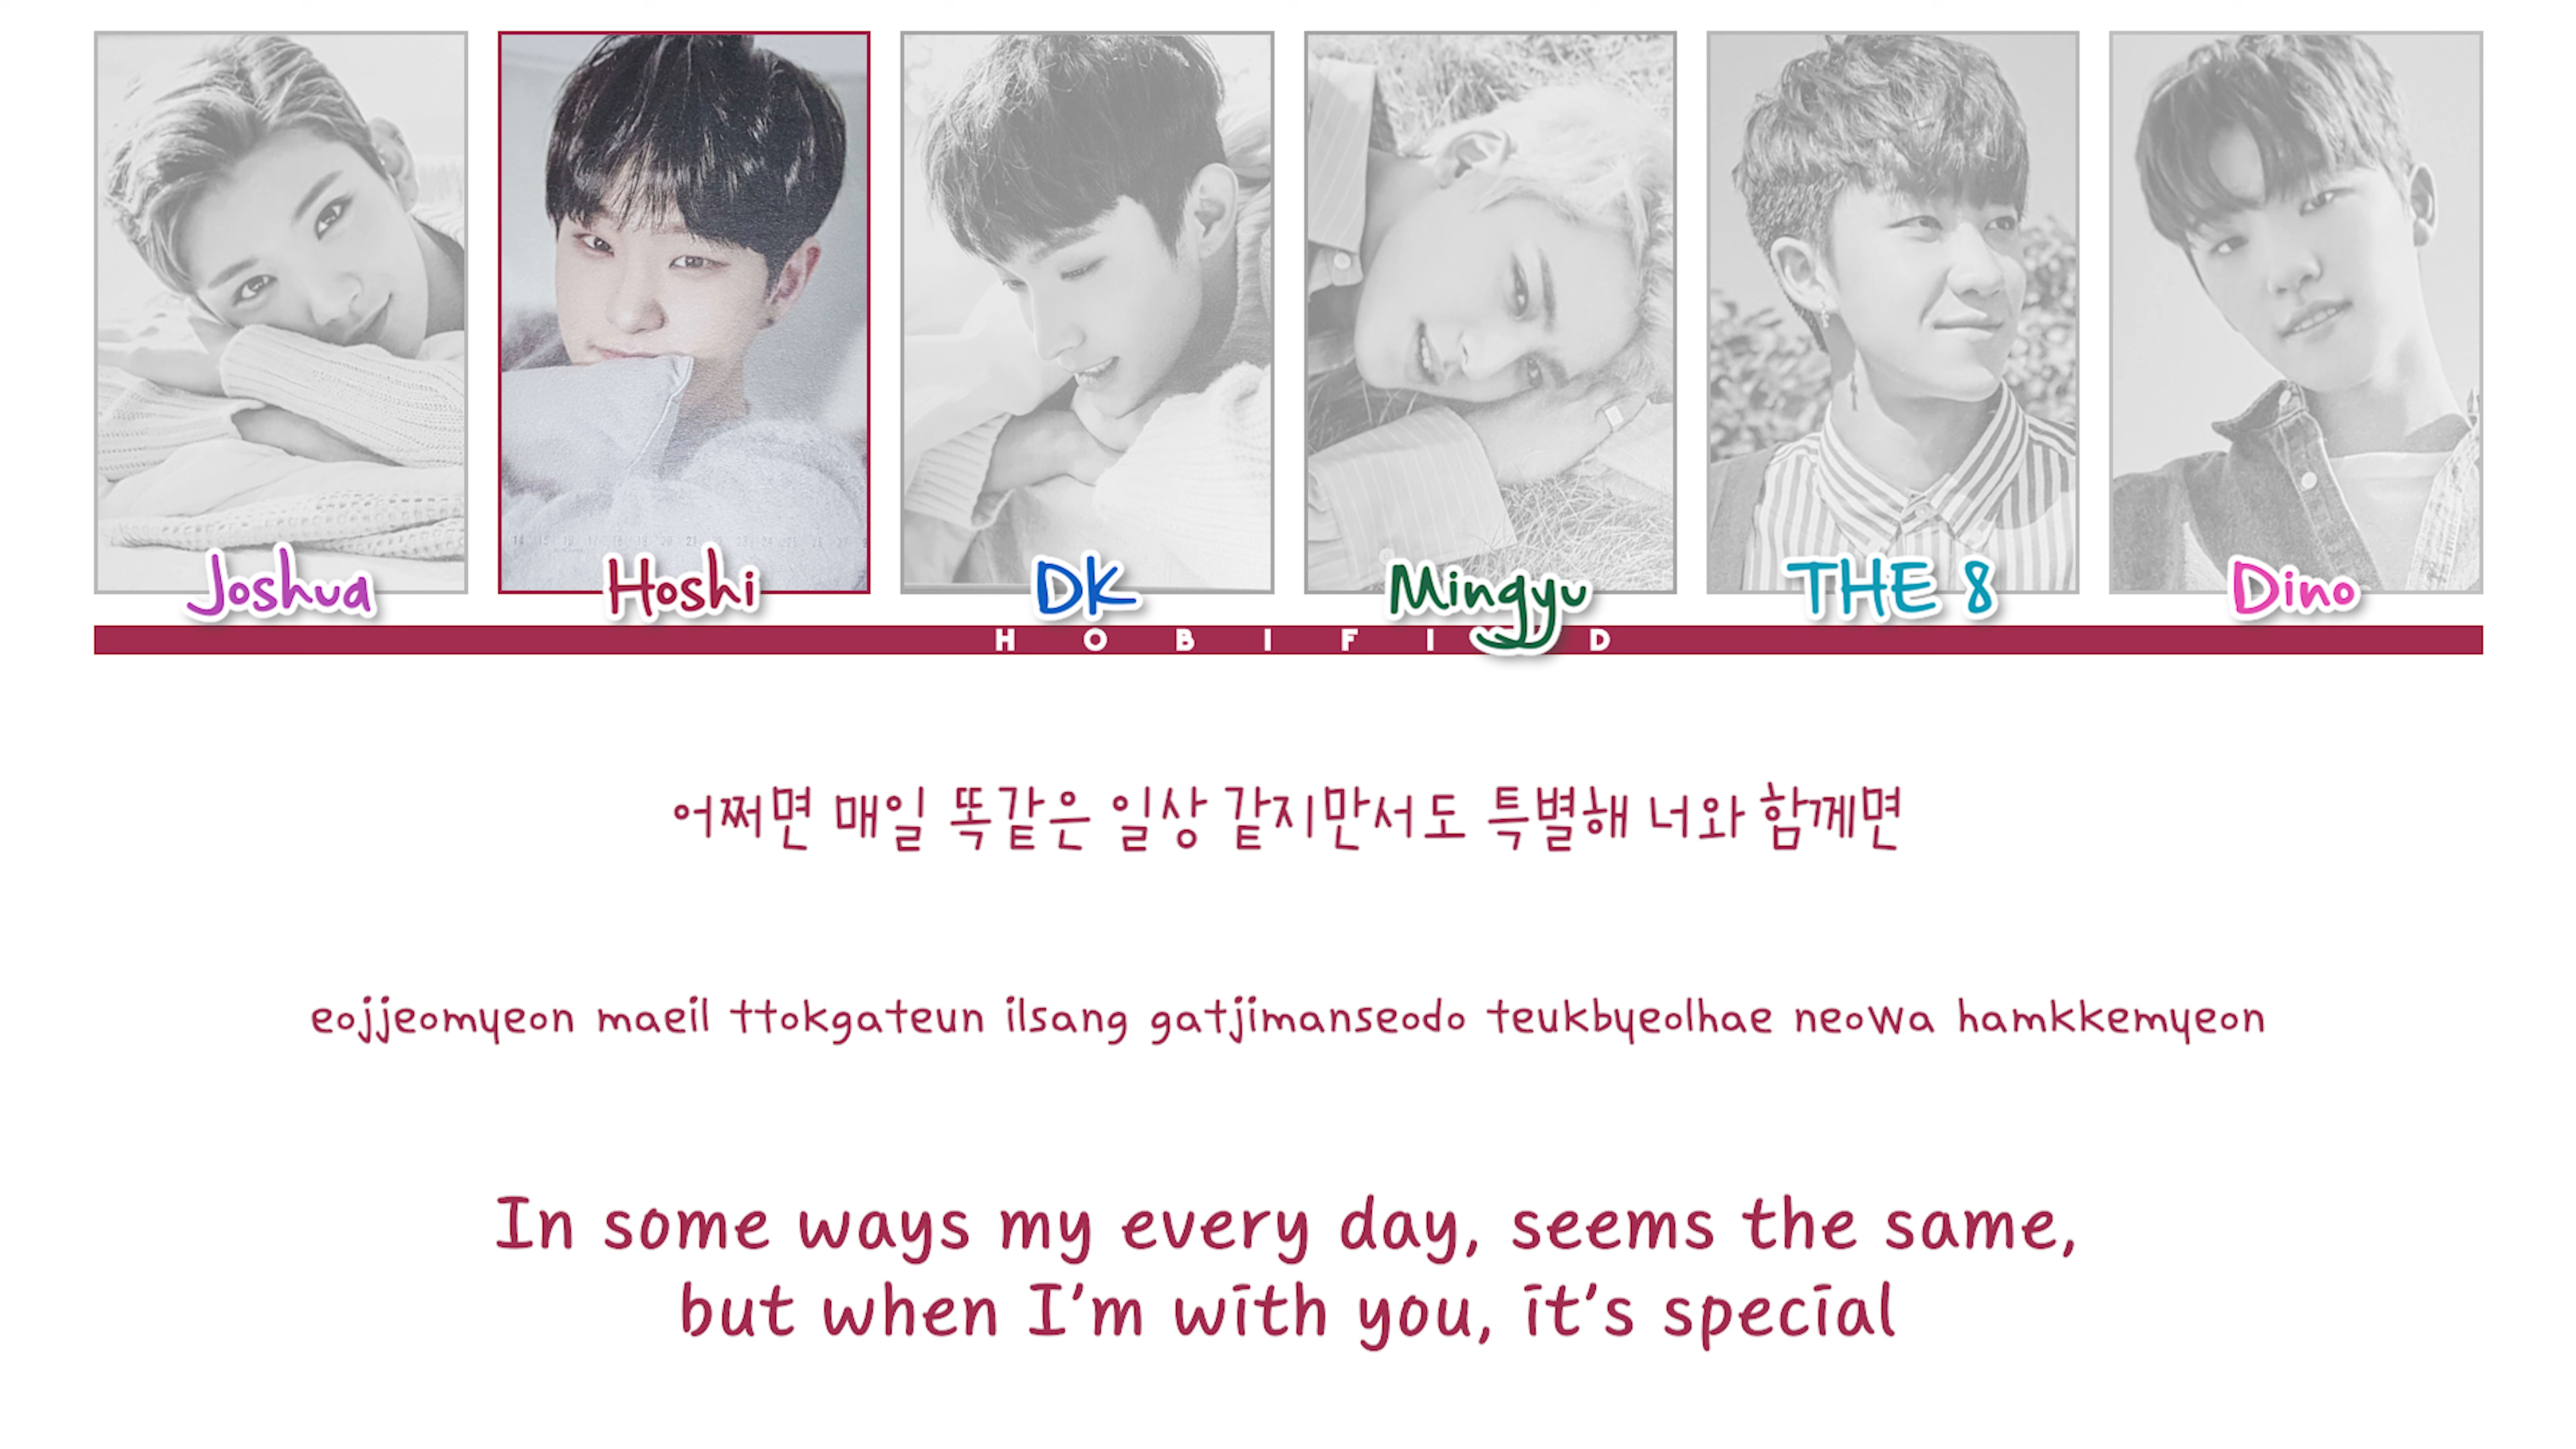 Joshua
Hoshi
DK
Mingyu
THE 8
Dino
어쩌면 매일 똑같은 일상 같지만서도 특별해 너와 함께면
eojjeomyeon maeil ttokgateun ilsang gatjimanseodo teukbyeolhae neowa hamkkemyeon
In some ways my every day, seems the same,
but when I'm with you, it's special